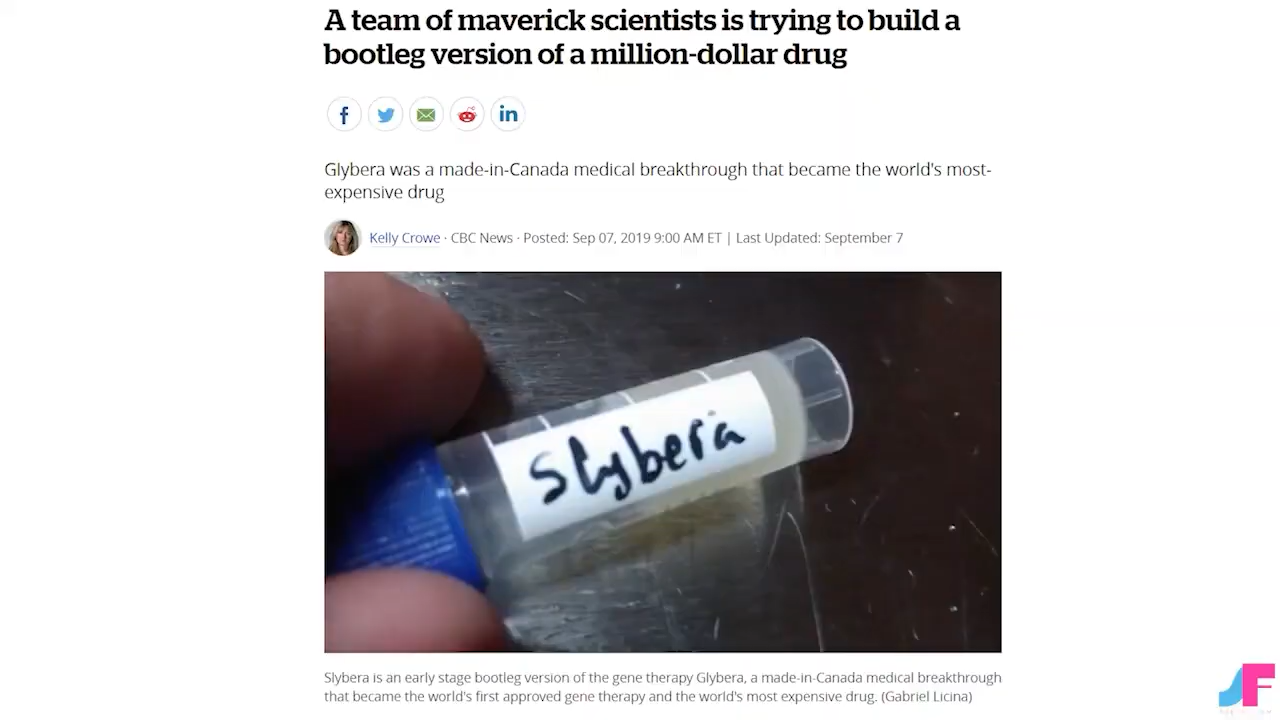 A team of maverick scientists is trying to build a
bootleg version of a million-dollar drug
Glybera was a made-in-Canada medical breakthrough that became the world's most-
expensive drug
Kelly Crowe · CBC News · Posted: Sep 07, 2019 9:00 AM ET | Last Updated: September 7
Slybera
Slybera is an early stage bootleg version of the gene therapy Glybera, a made-in-Canada medical breakthrough
that became the world's first approved gene therapy and the world's most expensive drug. (Gabriel Licina)